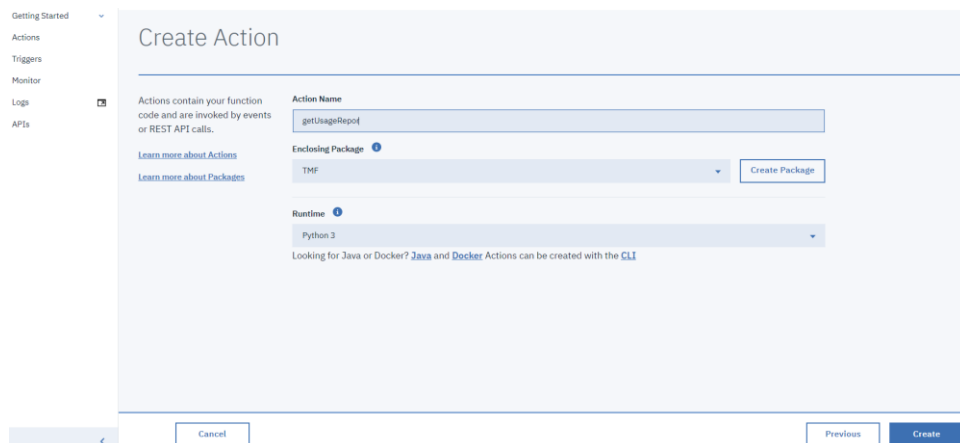 Getting Started
Actions
Triggers
Monitor
Logs
APIs
Create Action
Actions contain your function
code and are invoked by events
or REST API calls.
Learn more about Actions
Learn more about Packages
Action Name
getUsageRepor
Enclosing Package
TMF
Create Package
Runtime
Python 3
Looking for Java or Docker? Java and Docker Actions can be created with the CLI
Cancel
Previous
Create